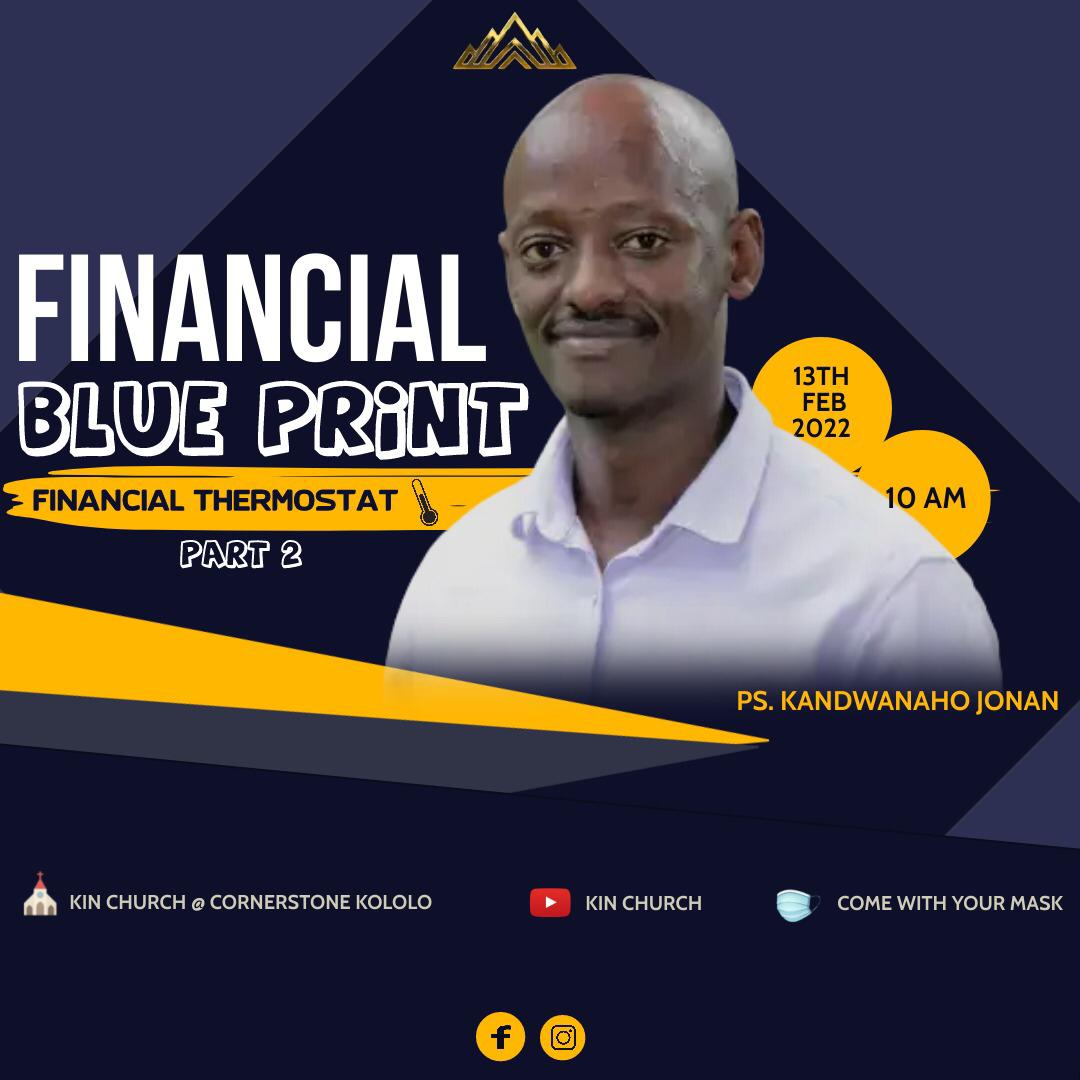 FINANCIAL
BLUE PRiNT
FINANCIAL THERMOSTAT
PART 2
13TH
FEB
2022
10 AM
PS. KANDWANAHO JONAN
KIN CHURCH @ CORNERSTONE KOLOLO
KIN CHURCH
COME WITH YOUR MASK